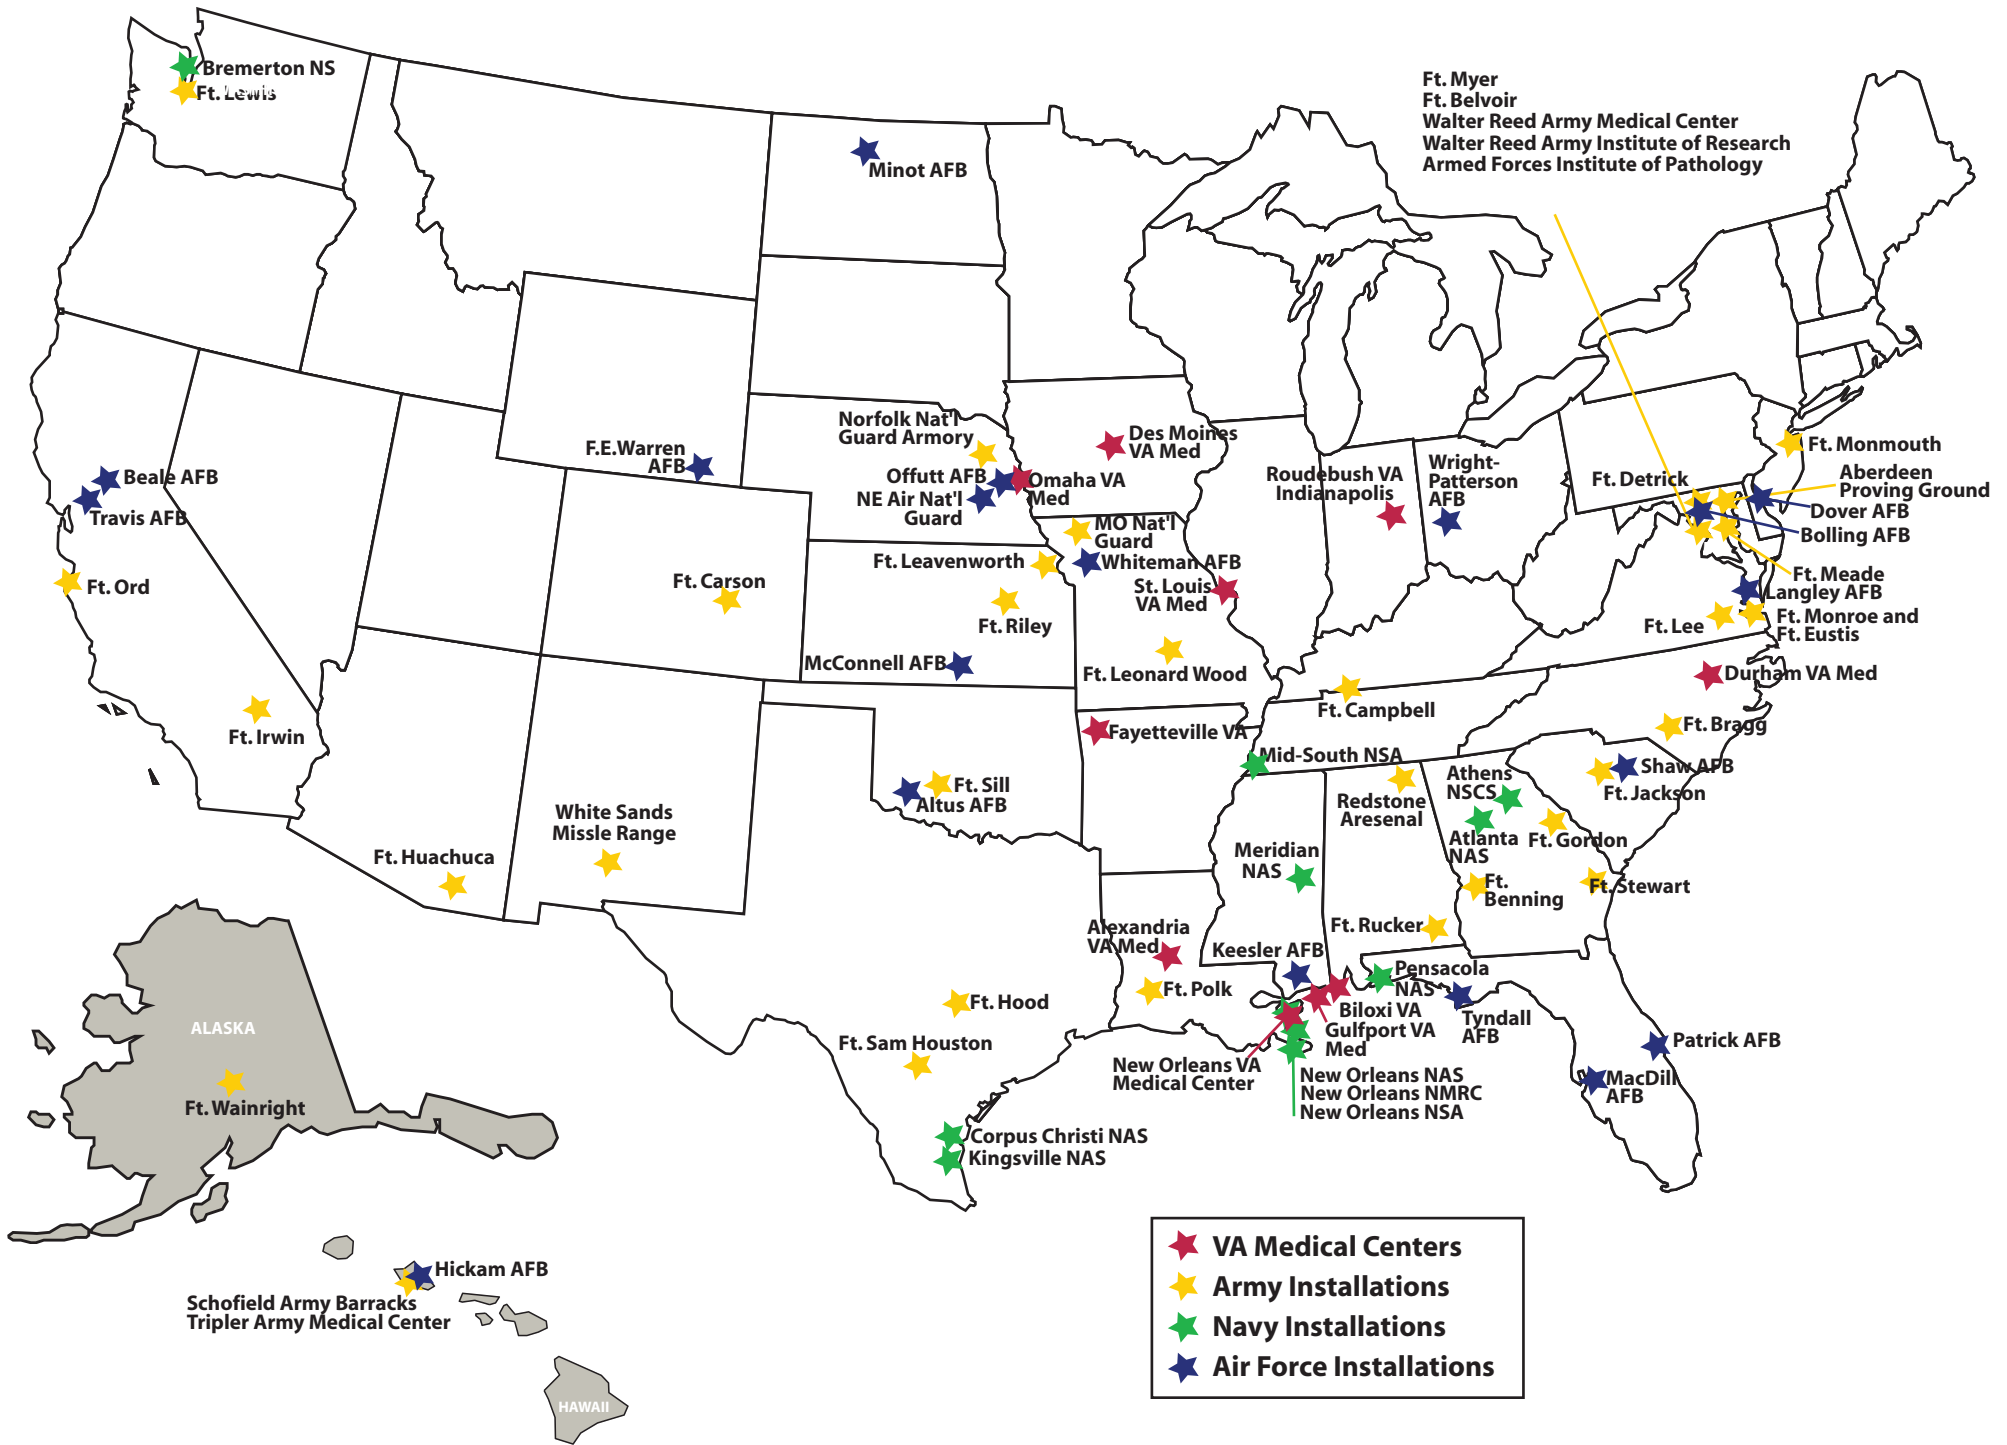 Bremerton NS
Ft. Lewis
Minot AFB
Ft. Myer
Ft. Belvoir
Walter Reed Army Medical Center
Walter Reed Army Institute of Research
Armed Forces Institute of Pathology
Norfolk Nat'l
Guard Armory
F.E.Warren
AFB
Offutt AFB
NE Air Nat'l
Guard
Omaha VA
Med
Des Moines
VA Med
Roudebush VA
Indianapolis
Wright-
Patterson
AFB
Ft. Detrick
Ft. Monmouth
Aberdeen
Proving Ground
Dover AFB
Bolling AFB
Ft. Meade
Langley AFB
Ft. Monroe and
Ft. Eustis
Ft. Lee
Beale AFB
Travis AFB
Ft. Ord
Ft. Irwin
Ft. Carson
MO Nat'l
Guard
Ft. Leavenworth
Whiteman AFB
St. Louis
VA Med
Ft. Riley
McConnell AFB
Ft. Leonard Wood
Durham VA Med
Ft. Campbell
Ft. Bragg
Fayetteville VA
Mid-South NSA
Ft. Sill
Altus AFB
Redstone
Aresenal
Athens
NSCS
Atlanta
NAS
Shaw AFB
Ft. Jackson
Ft. Gordon
White Sands
Missle Range
Ft. Huachuca
Meridian
NAS
Ft.
Benning
Ft. Stewart
Ft. Rucker
Alexandria
VA Med
Keesler AFB
Pensacola
NAS
Ft. Polk
Ft. Hood
Biloxi VA
Gulfport VA
Med
Tyndall
AFB
Patrick AFB
MacDill
AFB
Ft. Sam Houston
New Orleans VA
Medical Center
New Orleans NAS
New Orleans NMRC
New Orleans NSA
Corpus Christi NAS
Kingsville NAS
ALASKA
Ft. Wainright
Hickam AFB
Schofield Army Barracks
Tripler Army Medical Center
HAWAII
VA Medical Centers
Army Installations
Navy Installations
Air Force Installations